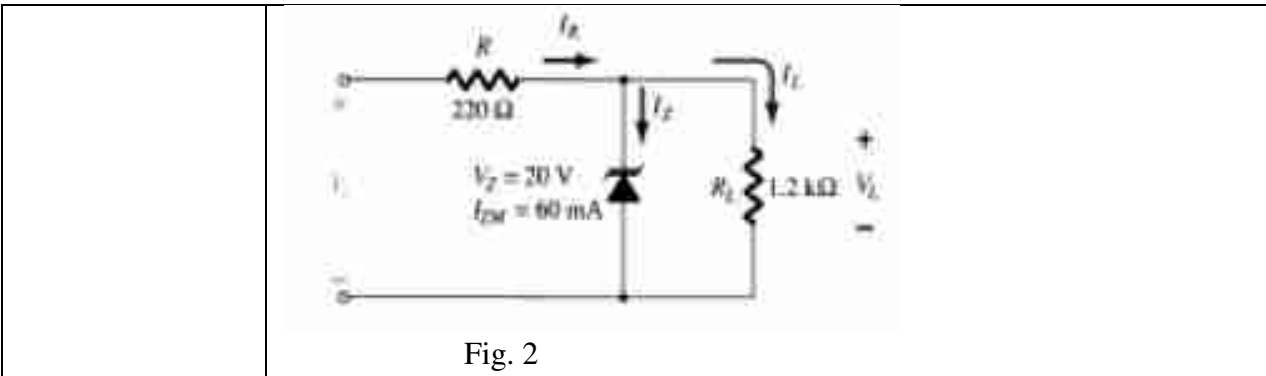 R
I_R
I_L
220 Ω
I_Z
+
V_Z = 20 V
R_L
1.2 kΩ
V_L
I_ZM = 60 mA
−
Fig. 2